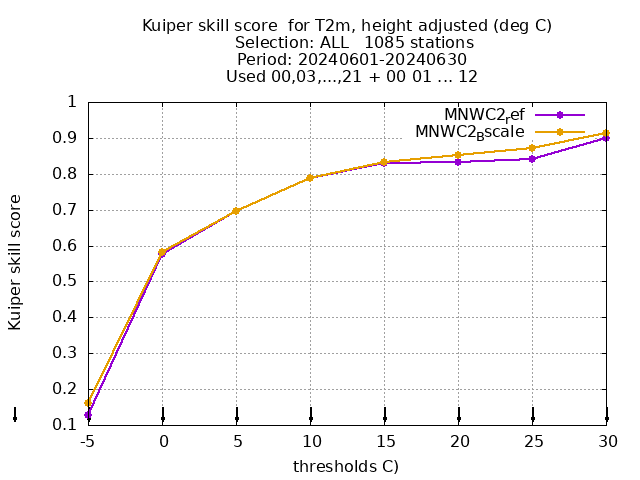 Kuiper skill score  for T2m, height adjusted (deg C)
Selection: ALL   1085 stations
Period: 20240601-20240630
Used 00,03,...,21 + 00 01 ... 12
MNWC2ref
MNWC2Bscale
Kuiper skill score
1
0.9
0.8
0.7
0.6
0.5
0.4
0.3
0.2
0.1
-5 0 5 10 15 20 25 30
thresholds C)